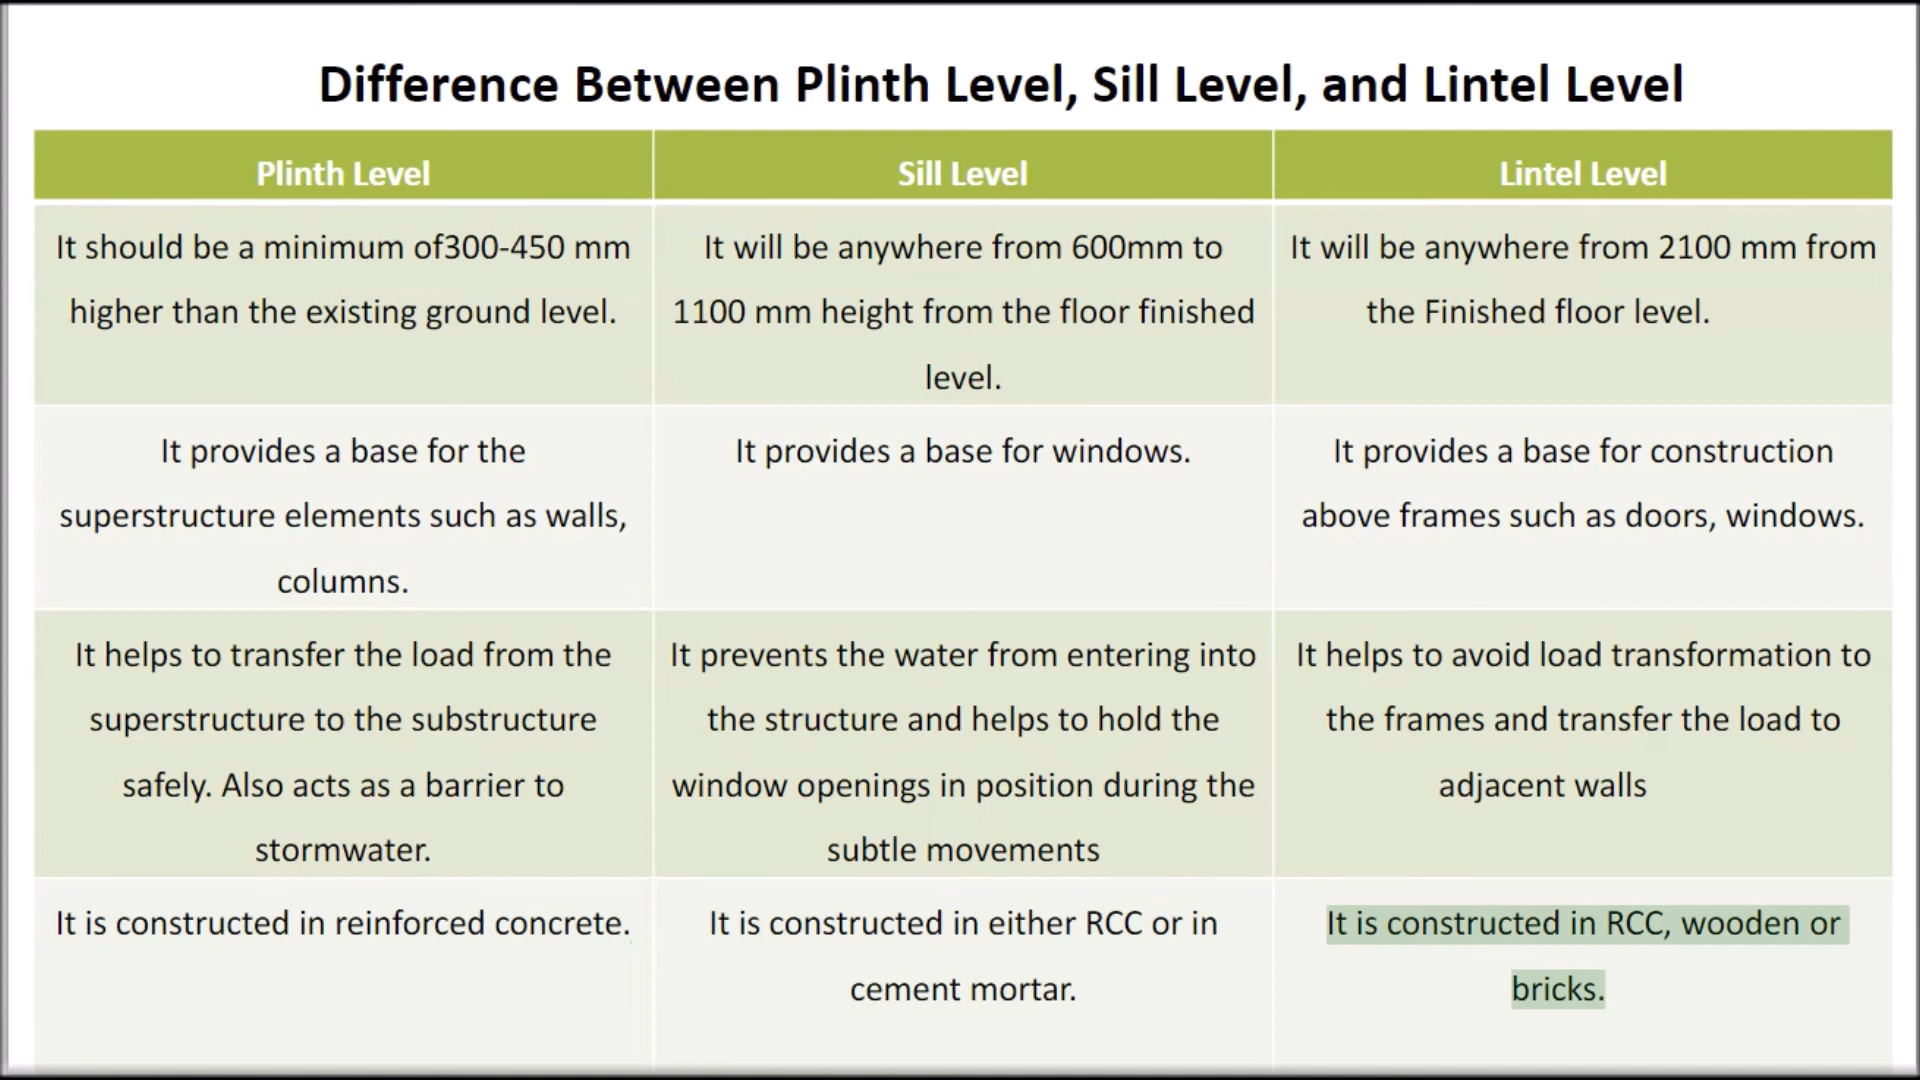 Difference Between Plinth Level, Sill Level, and Lintel Level
Plinth Level
Sill Level
Lintel Level
It should be a minimum of300-450 mm
higher than the existing ground level.
It will be anywhere from 600mm to
1100 mm height from the floor finished
level.
It will be anywhere from 2100 mm from
the Finished floor level.
It provides a base for the
superstructure elements such as walls,
columns.
It provides a base for windows.
It provides a base for construction
above frames such as doors, windows.
It helps to transfer the load from the
superstructure to the substructure
safely. Also acts as a barrier to
stormwater.
It prevents the water from entering into
the structure and helps to hold the
window openings in position during the
subtle movements
It helps to avoid load transformation to
the frames and transfer the load to
adjacent walls
It is constructed in reinforced concrete.
It is constructed in either RCC or in
cement mortar.
It is constructed in RCC, wooden or
bricks.